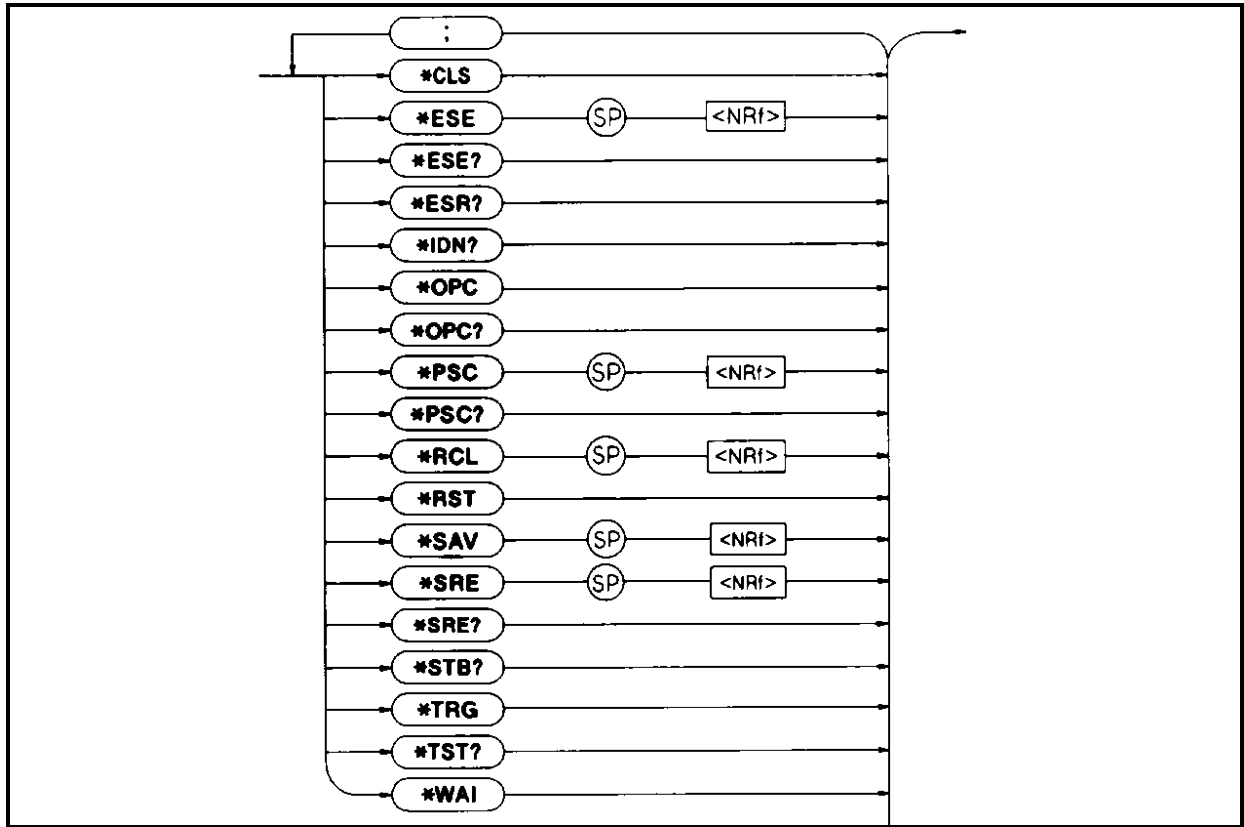 ;
*CLS
*ESE SP <NRf>
*ESE?
*ESR?
*IDN?
*OPC
*OPC?
*PSC SP <NRf>
*PSC?
*RCL SP <NRf>
*RST
*SAV SP <NRf>
*SRE SP <NRf>
*SRE?
*STB?
*TRG
*TST?
*WAI